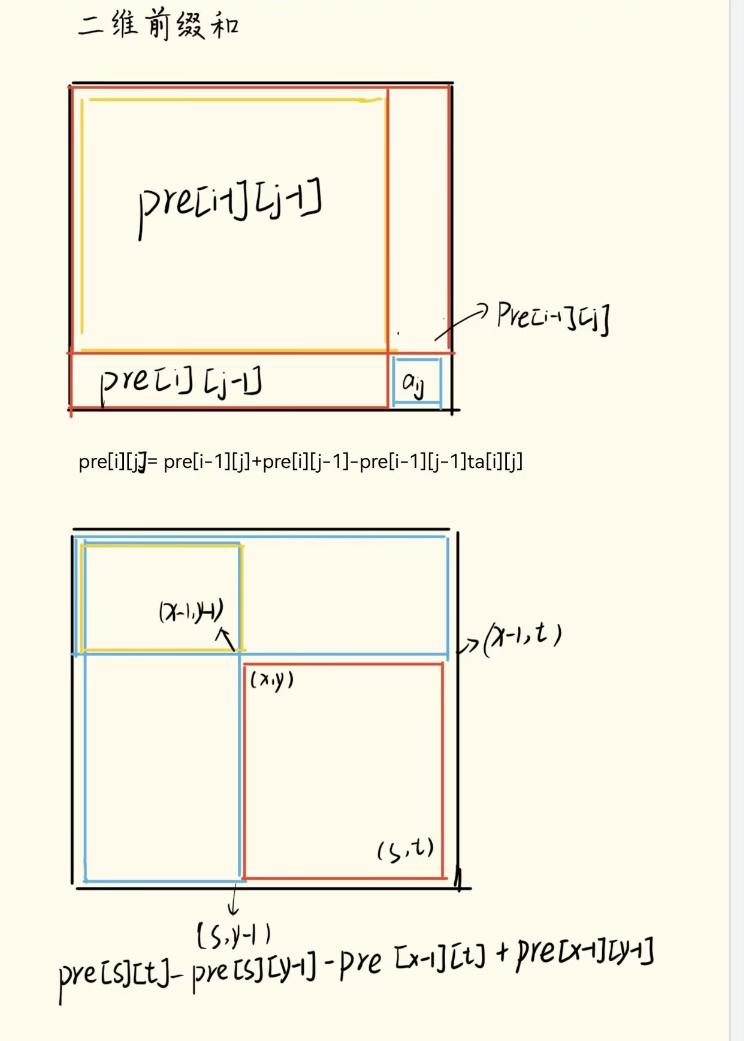 二维前缀和
pre[i-1][j-1]
Pre[i-1][j]
pre[i][j-1]
aij
pre[i][j]= pre[i-1][j]+pre[i][j-1]-pre[i-1][j-1]ta[i][j]
(x-1,y-1)
(x-1,t)
(x,y)
(s,t)
(s,y-1)
pre[s][t]-pre[s][y-1]-pre[x-1][t]+pre[x-1][y-1]